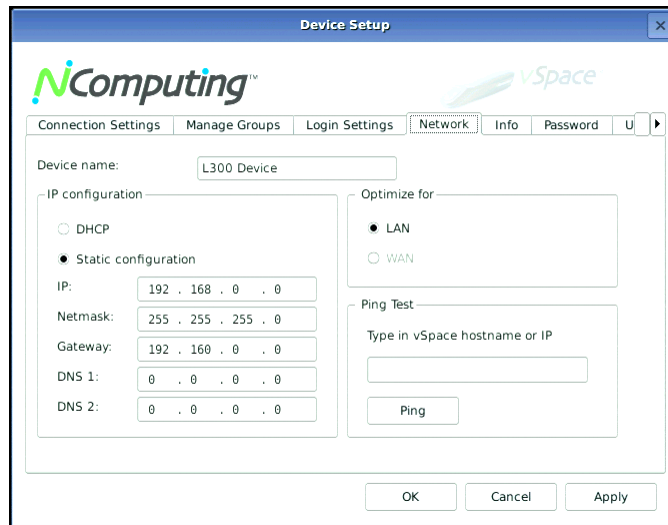 Device Setup
NComputing™
vSpace
Connection Settings
Manage Groups
Login Settings
Network
Info
Password
U
Device name:
L300 Device
IP configuration
DHCP
Static configuration
IP:
192 . 168 . 0 . 0
Netmask:
255 . 255 . 255 . 0
Gateway:
192 . 160 . 0 . 0
DNS 1:
0 . 0 . 0 . 0
DNS 2:
0 . 0 . 0 . 0
Optimize for
LAN
WAN
Ping Test
Type in vSpace hostname or IP
Ping
OK
Cancel
Apply